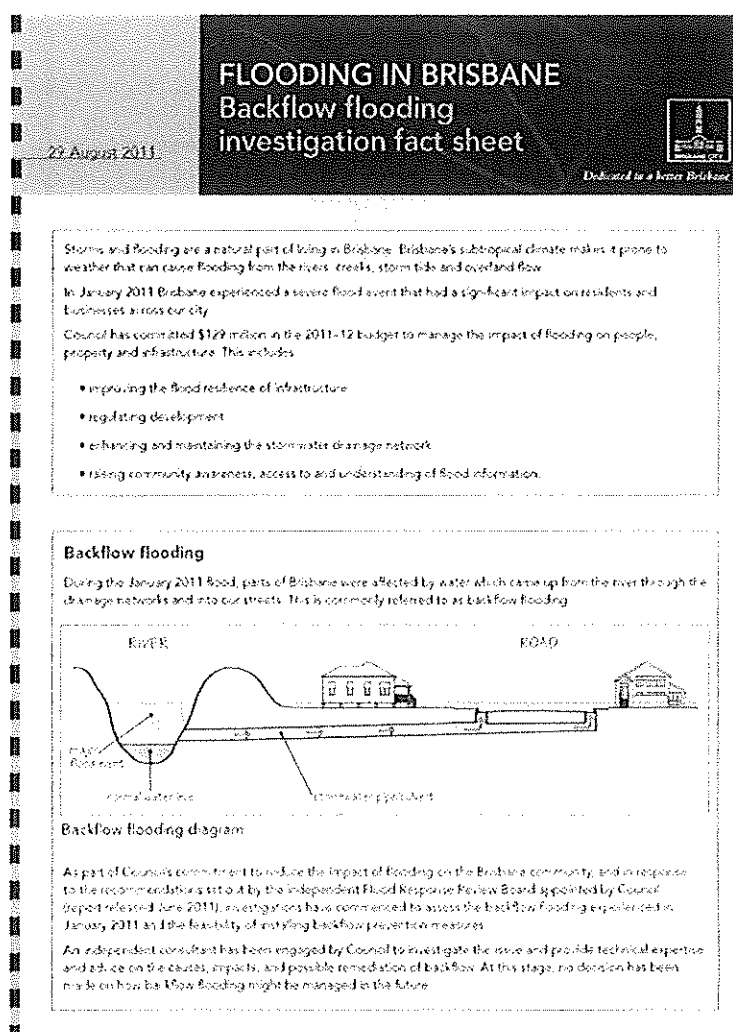 FLOODING IN BRISBANE
Backflow flooding
investigation fact sheet
29 August 2011
BRISBANE CITY
Dedicated to a better Brisbane
Storms and flooding are a natural part of living in Brisbane. Brisbane's subtropical climate makes it prone to
weather that can cause flooding from the rivers, creeks, storm tide and overland flow.
In January 2011 Brisbane experienced a severe flood event that had a significant impact on residents and
businesses across our city.
Council has committed $129 million in the 2011-12 budget to manage the impact of flooding on people,
property and infrastructure. This includes
• improving the flood resilience of infrastructure
• regulating development
• enhancing and maintaining the stormwater drainage network
• raising community awareness, access to and understanding of flood information.
Backflow flooding
During the January 2011 flood, parts of Brisbane were affected by water which came up from the river through the
drainage networks and into our streets. This is commonly referred to as backflow flooding.
RIVER
ROAD
major
flood event
normal water level
stormwater pipe/culvert
Backflow flooding diagram
As part of Council's commitment to reduce the impact of flooding on the Brisbane community, and in response
to the recommendations set out by the independent Flood Response Review Board appointed by Council
(report released June 2011), investigations have commenced to assess the backflow flooding experienced in
January 2011 and the feasibility of installing backflow prevention measures.
An independent consultant has been engaged by Council to investigate the issue and provide technical expertise
and advice on the causes, impacts, and possible remediation of backflow. At this stage, no decision has been
made on how backflow flooding might be managed in the future.